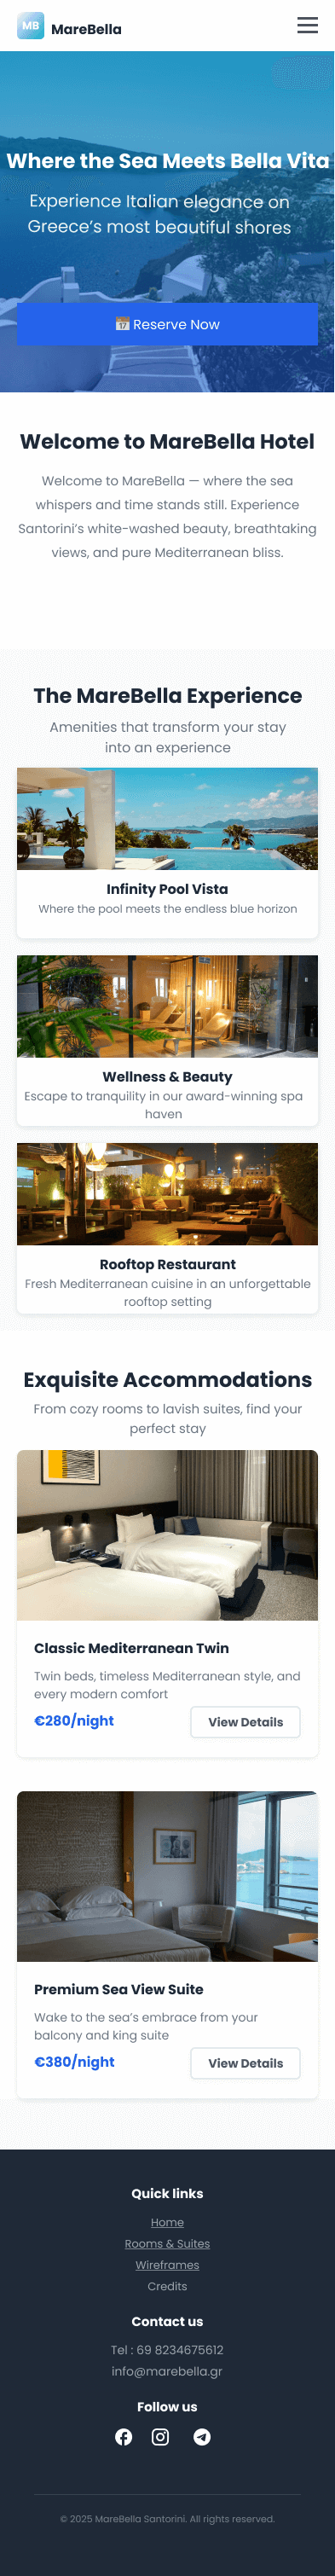 MB MareBella
Where the Sea Meets Bella Vita
Experience Italian elegance on
Greece’s most beautiful shores
17 Reserve Now
Welcome to MareBella Hotel
Welcome to MareBella — where the sea
whispers and time stands still. Experience
Santorini’s white-washed beauty, breathtaking
views, and pure Mediterranean bliss.
The MareBella Experience
Amenities that transform your stay
into an experience
Infinity Pool Vista
Where the pool meets the endless blue horizon
Wellness & Beauty
Escape to tranquility in our award-winning spa
haven
Rooftop Restaurant
Fresh Mediterranean cuisine in an unforgettable
rooftop setting
Exquisite Accommodations
From cozy rooms to lavish suites, find your
perfect stay
Classic Mediterranean Twin
Twin beds, timeless Mediterranean style, and
every modern comfort
€280/night
View Details
Premium Sea View Suite
Wake to the sea’s embrace from your
balcony and king suite
€380/night
View Details
Quick links
Home
Rooms & Suites
Wireframes
Credits
Contact us
Tel : 69 8234675612
info@marebella.gr
Follow us
© 2025 MareBella Santorini. All rights reserved.